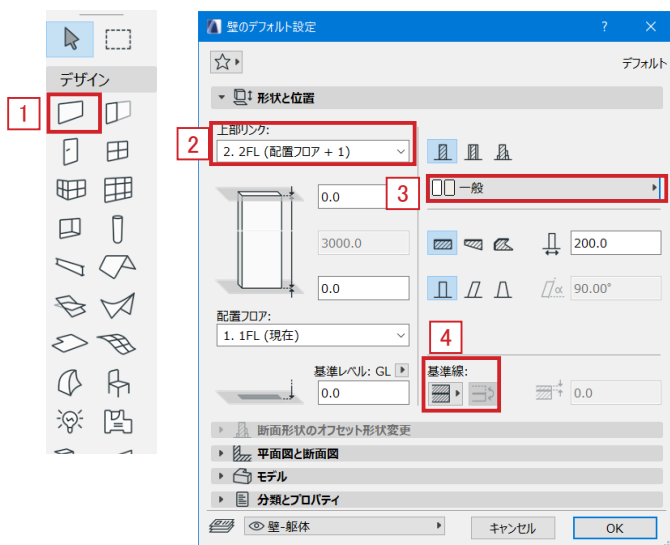 デザイン
1
壁のデフォルト設定
?
デフォルト
形状と位置
上部リンク:
2
2. 2FL (配置フロア + 1)
0.0
3
一般
3000.0
200.0
0.0
α
90.00°
配置フロア:
1. 1FL (現在)
4
基準レベル: GL
基準線:
0.0
0.0
断面形状のオフセット形状変更
平面図と断面図
モデル
分類とプロパティ
壁-躯体
キャンセル
OK